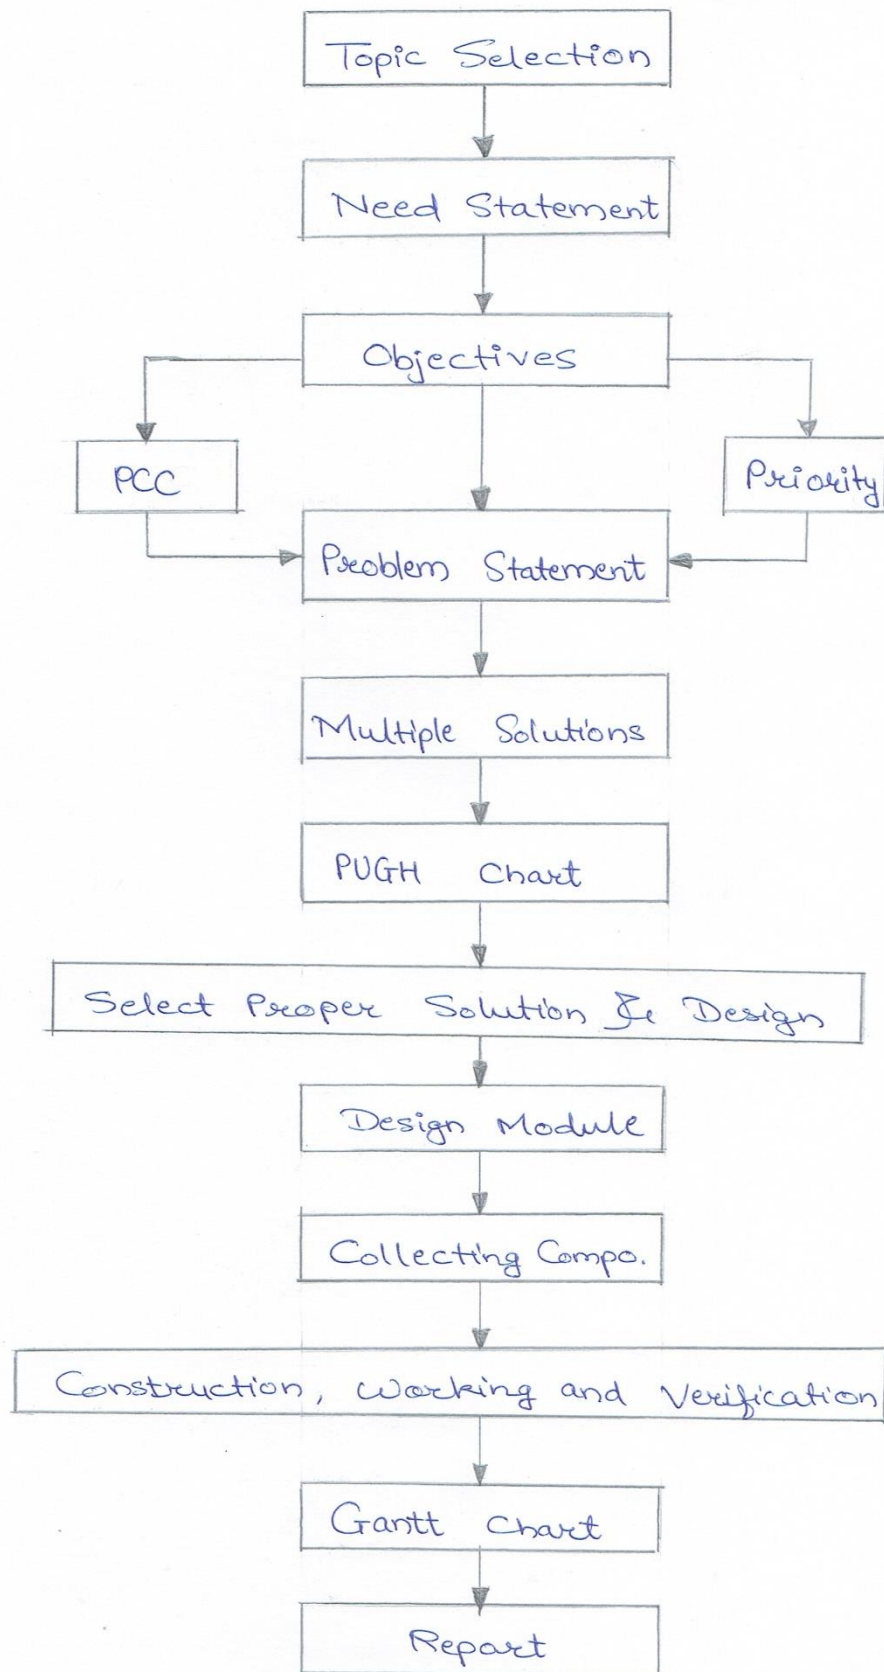 Topic Selection
Need Statement
Objectives
PCC
Priority
Problem Statement
Multiple Solutions
PUGH Chart
Select Proper Solution & Design
Design Module
Collecting Compo.
Construction, Working and Verification
Gantt Chart
Report